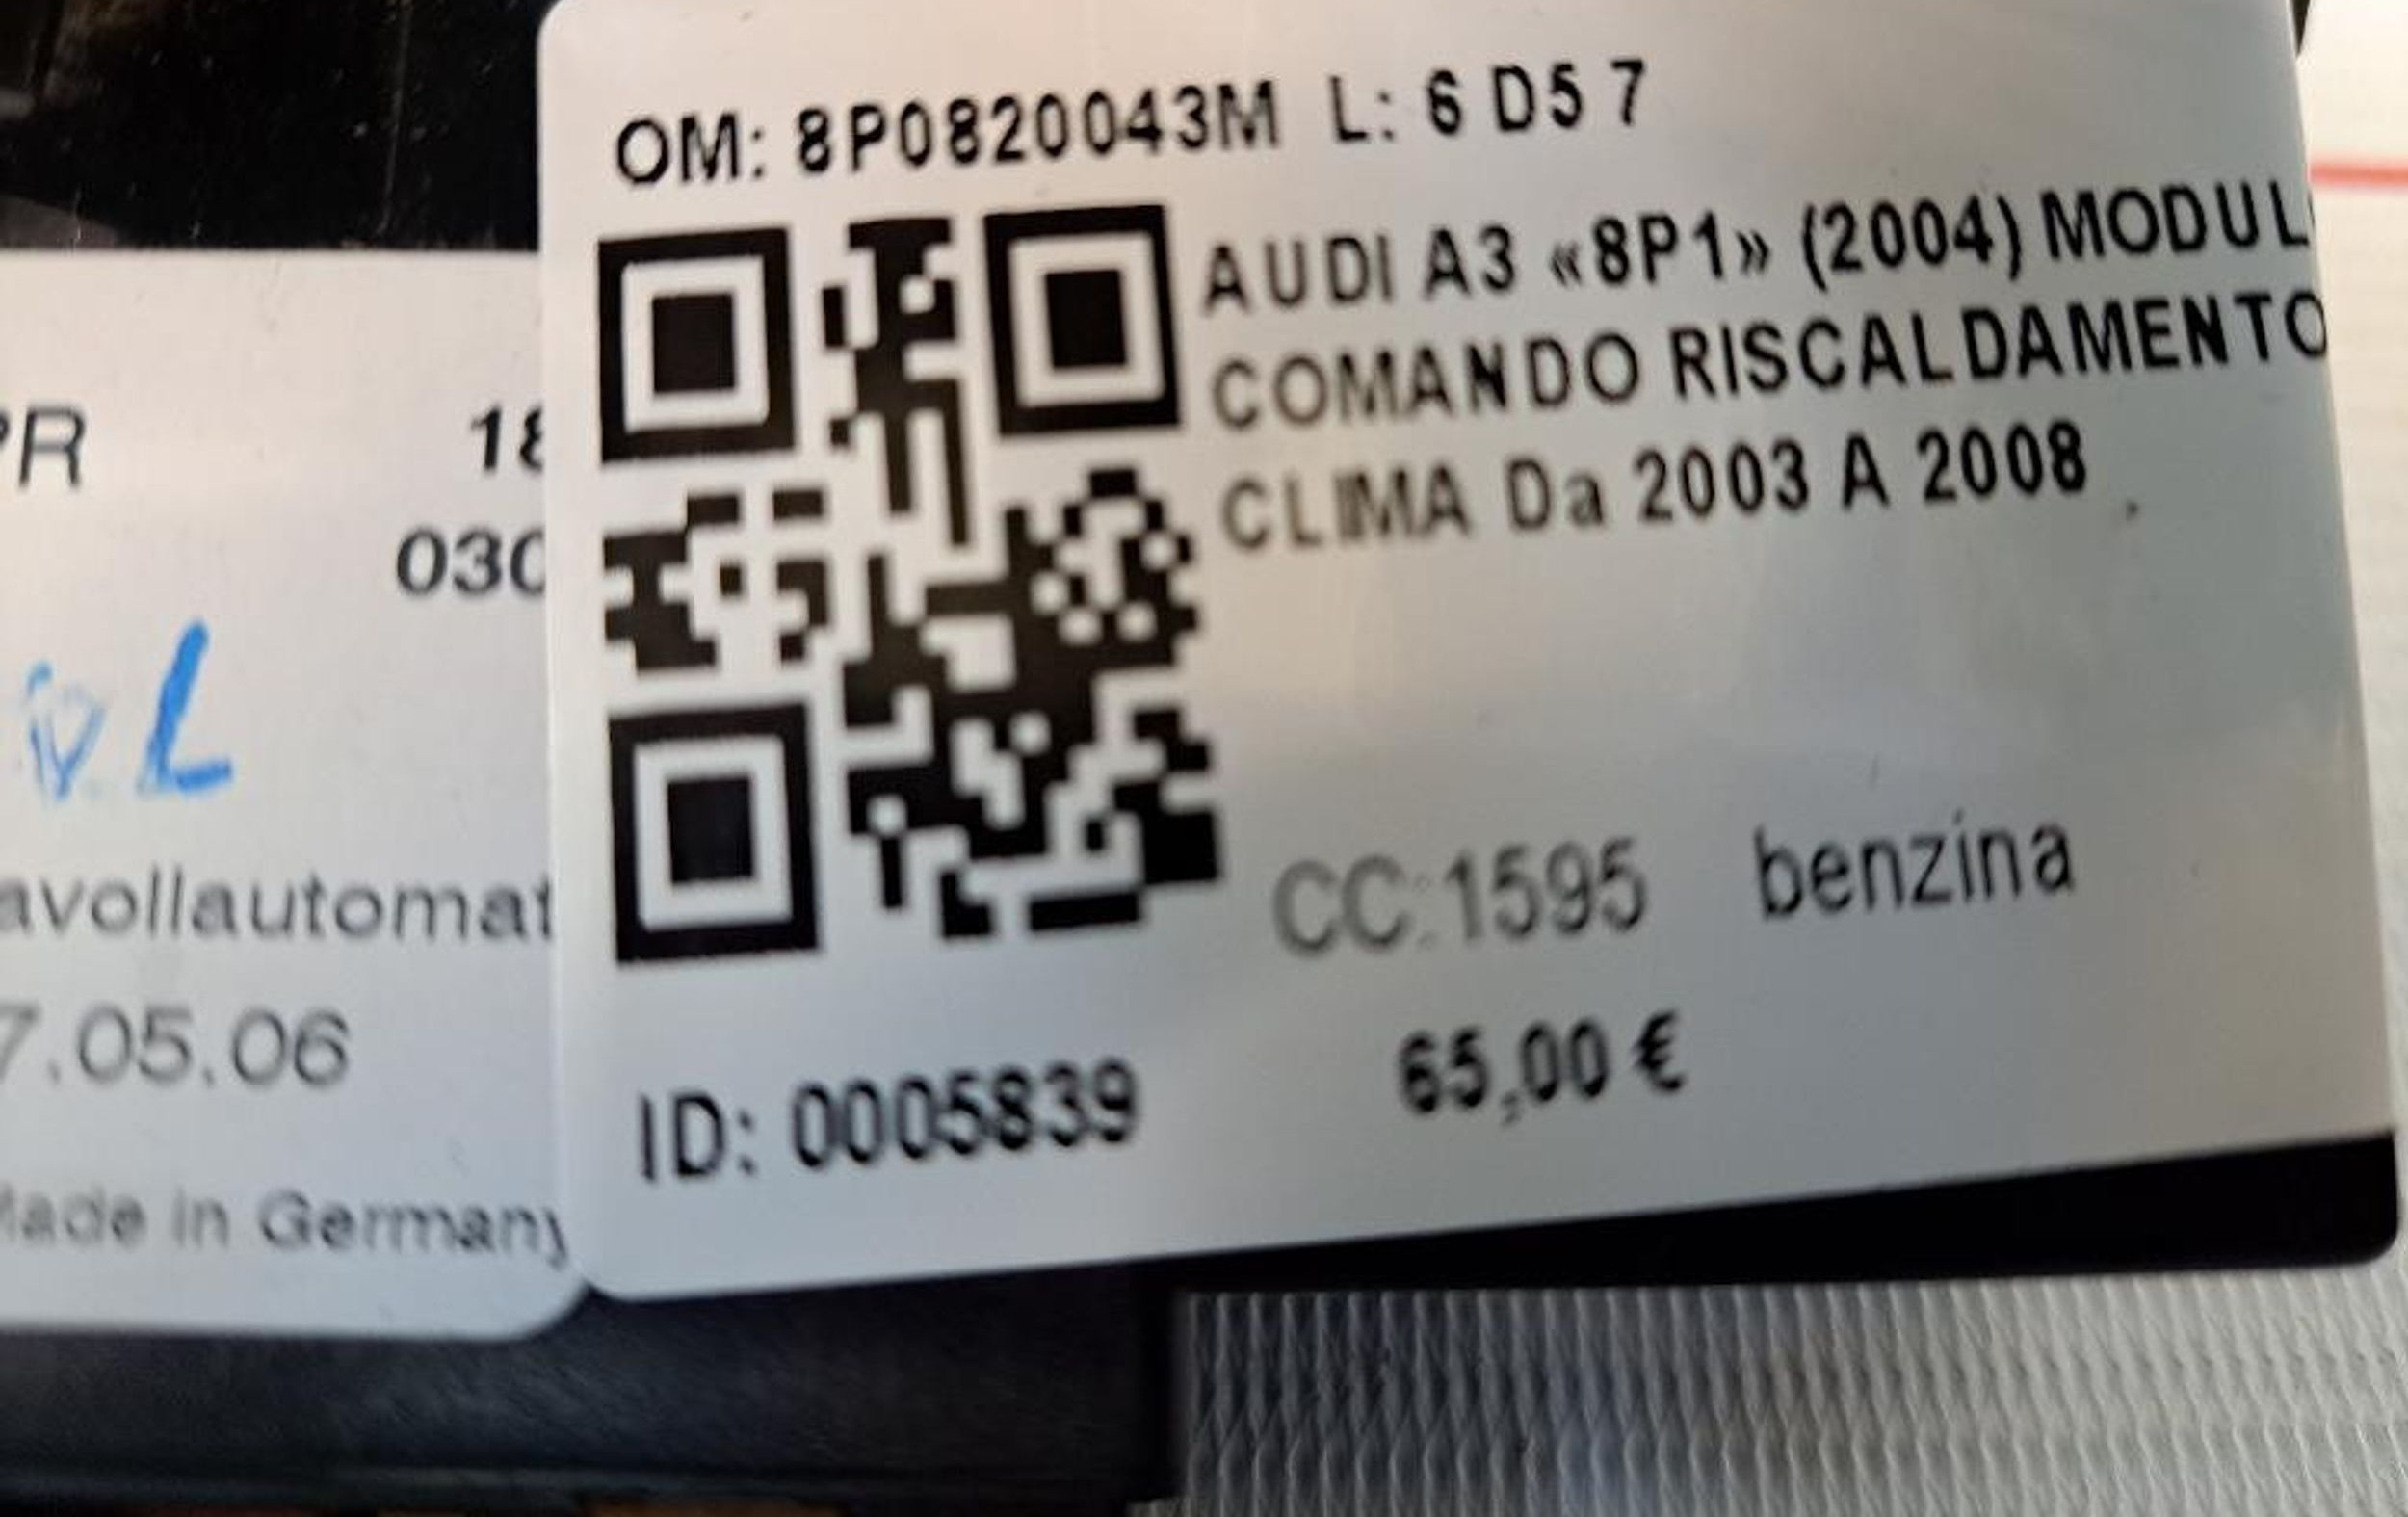 OM: 8P0820043M L: 6 D5 7
AUDI A3 «8P1» (2004) MODUL
COMANDO RISCALDAMENTO
CLIMA Da 2003 A 2008
CC:1595 benzina
65,00 €
ID: 0005839
PR 18
030
L
avollautomat
7.05.06
Made in Germany